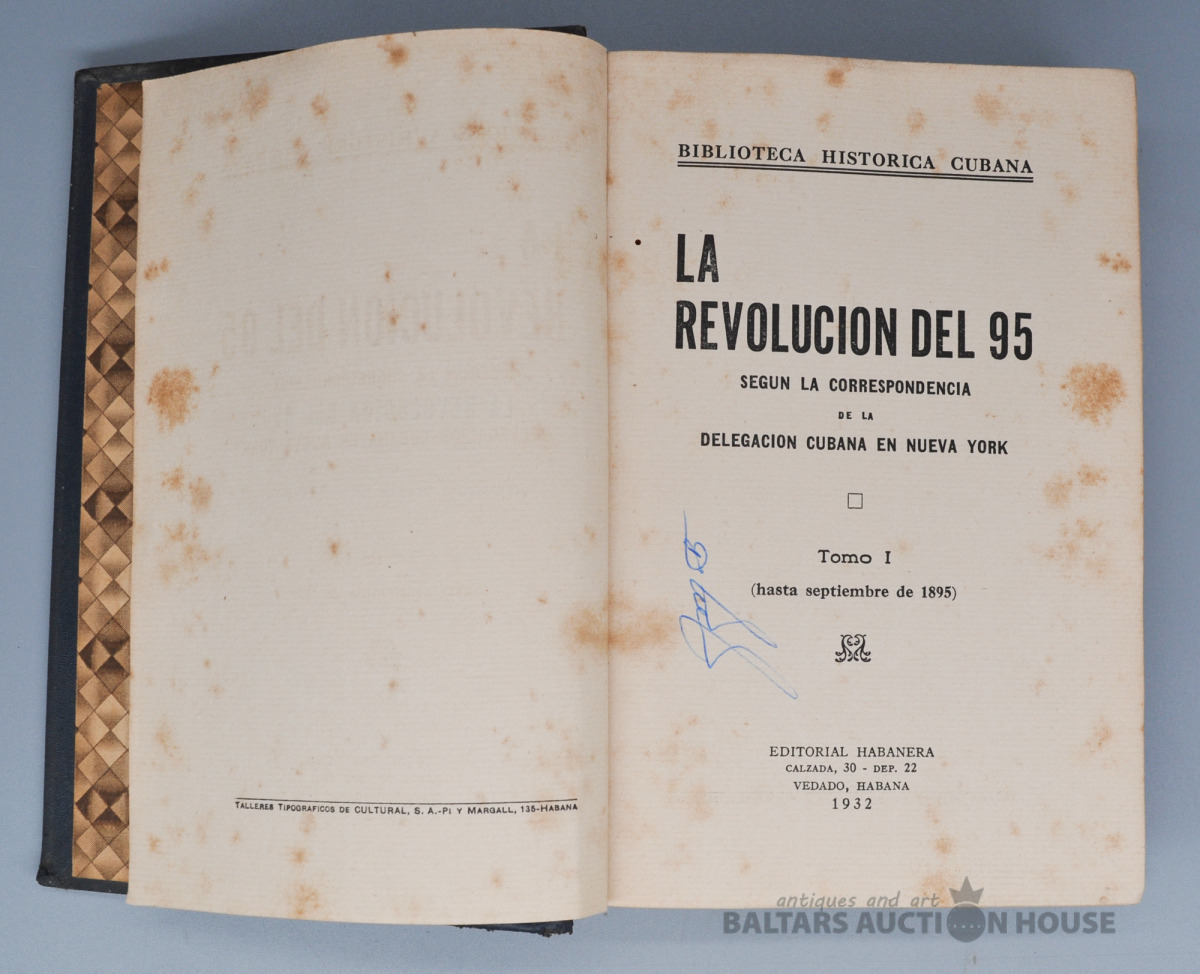 TALLERES TIPOGRAFICOS DE CULTURAL, S. A.-PI Y MARGALL, 135-HABANA
BIBLIOTECA HISTORICA CUBANA
LA
REVOLUCION DEL 95
SEGUN LA CORRESPONDENCIA
DE LA
DELEGACION CUBANA EN NUEVA YORK
Tomo I
(hasta septiembre de 1895)
EDITORIAL HABANERA
CALZADA, 30 - DEP. 22
VEDADO, HABANA
1932
antiques and art
BALTARS AUCTION HOUSE